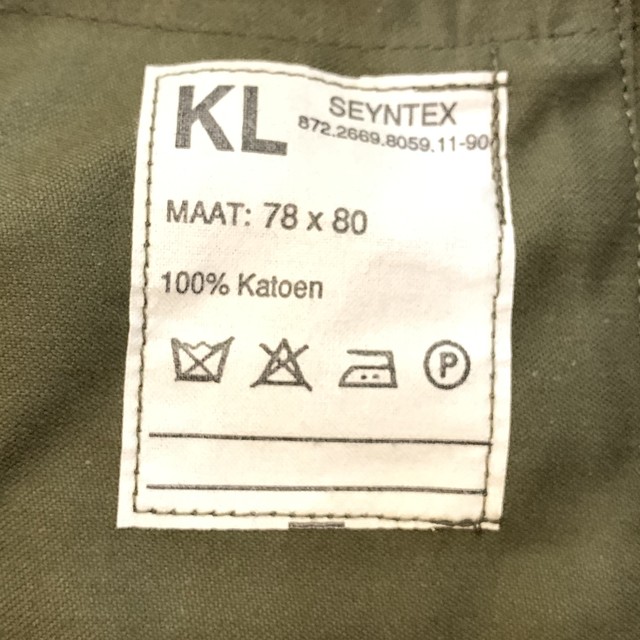 KL
SEYNTEX
872.2669.8059.11-90
MAAT: 78 x 80
100% Katoen
P